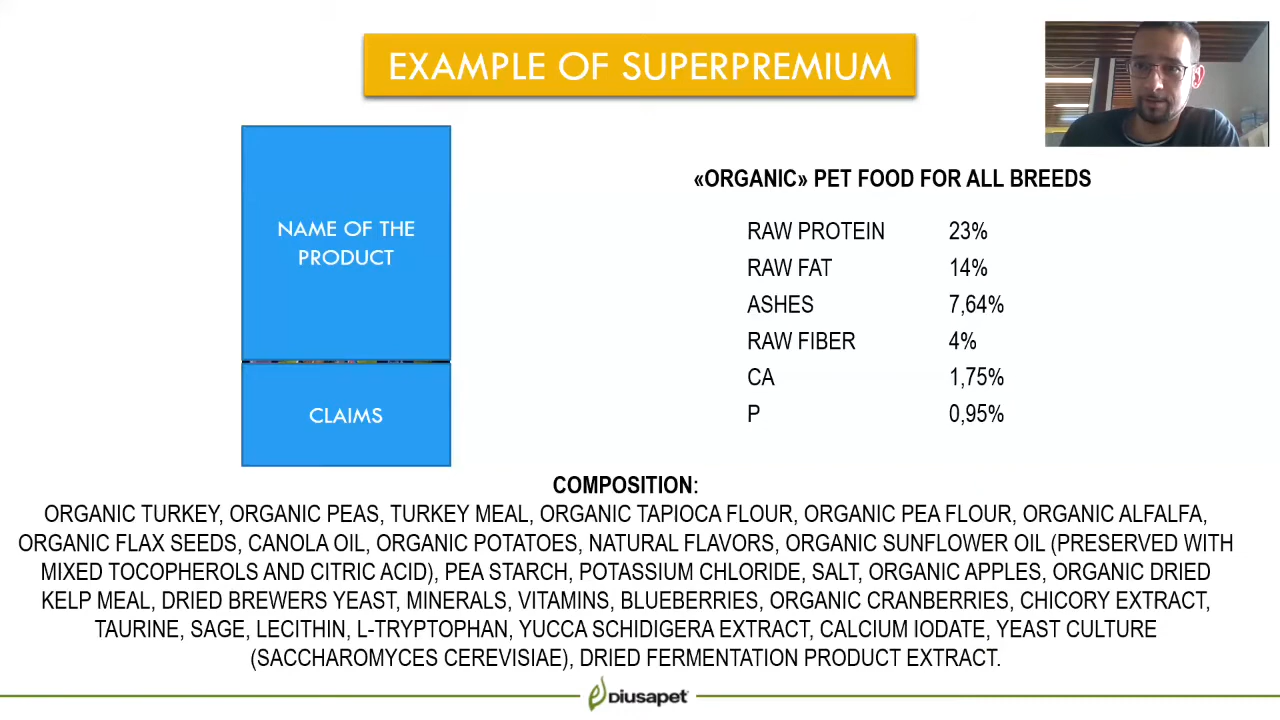 EXAMPLE OF SUPERPREMIUM
NAME OF THE
PRODUCT
CLAIMS
«ORGANIC» PET FOOD FOR ALL BREEDS
RAW PROTEIN 23%
RAW FAT 14%
ASHES 7,64%
RAW FIBER 4%
CA 1,75%
P 0,95%
COMPOSITION:
ORGANIC TURKEY, ORGANIC PEAS, TURKEY MEAL, ORGANIC TAPIOCA FLOUR, ORGANIC PEA FLOUR, ORGANIC ALFALFA,
ORGANIC FLAX SEEDS, CANOLA OIL, ORGANIC POTATOES, NATURAL FLAVORS, ORGANIC SUNFLOWER OIL (PRESERVED WITH
MIXED TOCOPHEROLS AND CITRIC ACID), PEA STARCH, POTASSIUM CHLORIDE, SALT, ORGANIC APPLES, ORGANIC DRIED
KELP MEAL, DRIED BREWERS YEAST, MINERALS, VITAMINS, BLUEBERRIES, ORGANIC CRANBERRIES, CHICORY EXTRACT,
TAURINE, SAGE, LECITHIN, L-TRYPTOPHAN, YUCCA SCHIDIGERA EXTRACT, CALCIUM IODATE, YEAST CULTURE
(SACCHAROMYCES CEREVISIAE), DRIED FERMENTATION PRODUCT EXTRACT.
DIUSAPET